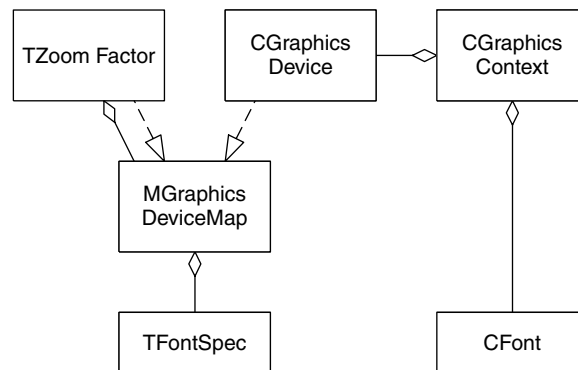 TZoom Factor
CGraphics
Device
CGraphics
Context
MGraphics
DeviceMap
TFontSpec
CFont